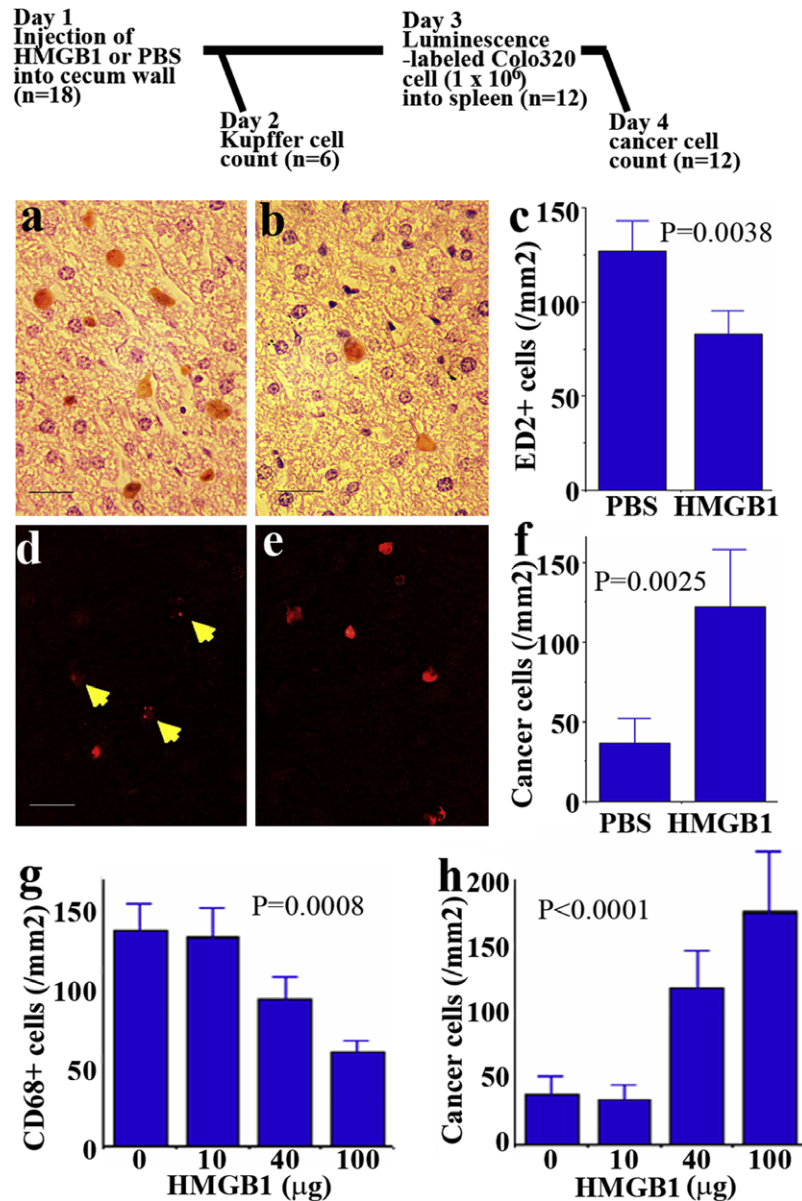 Day 1
Injection of
HMGB1 or PBS
into cecum wall
(n=18)
Day 2
Kupffer cell
count (n=6)
Day 3
Luminescence
-labeled Colo320
cell (1 x 10⁶)
into spleen (n=12)
Day 4
cancer cell
count (n=12)
a
b
c
ED2+ cells (/mm2)
150
100
50
0
P=0.0038
PBS HMGB1
d
e
f
Cancer cells (/mm2)
150
100
50
0
P=0.0025
PBS HMGB1
g
CD68+ cells (/mm2)
150
100
50
0
P=0.0008
0 10 40 100
HMGB1 (μg)
h
Cancer cells (/mm2)
200
150
100
50
0
P<0.0001
0 10 40 100
HMGB1 (μg)